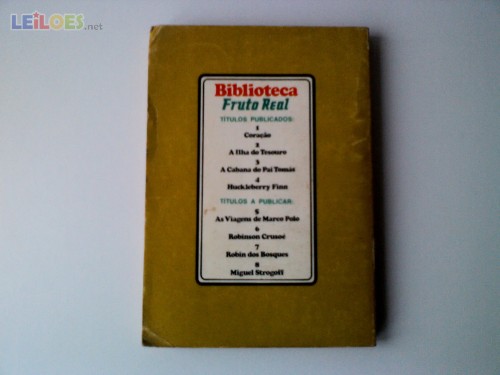 LEiLOES.net
Biblioteca
Fruto Real
TÍTULOS PUBLICADOS:
1
Coração
2
A Ilha do Tesouro
3
A Cabana do Pai Tomás
4
Huckleberry Finn
TÍTULOS A PUBLICAR:
5
As Viagens de Marco Polo
6
Robinson Crusoé
7
Robin dos Bosques
8
Miguel Strogoff